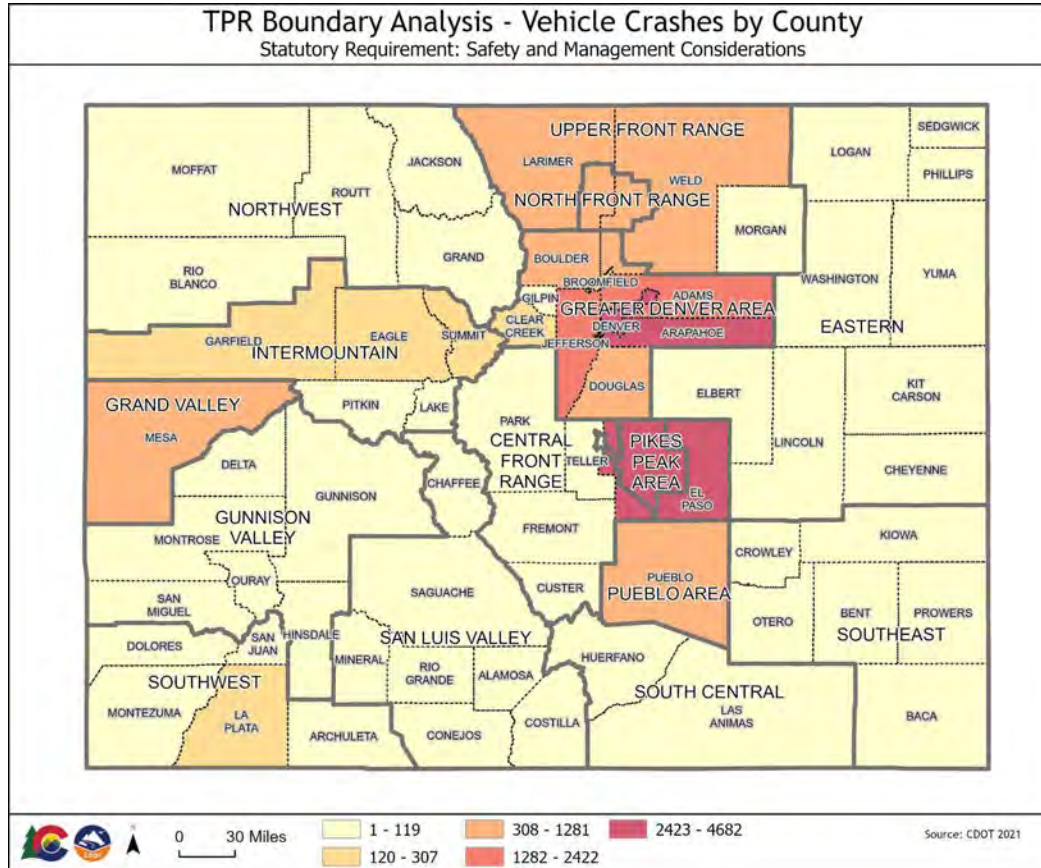 TPR Boundary Analysis - Vehicle Crashes by County
Statutory Requirement: Safety and Management Considerations
SEDGWICK
UPPER FRONT RANGE
LOGAN
JACKSON
LARIMER
MOFFAT
PHILLIPS
ROUTT
WELD
NORTHWEST
NORTH FRONT RANGE
MORGAN
GRAND
BOULDER
RIO
BLANCO
WASHINGTON
YUMA
BROOMFIELD
GILPIN
ADAMS
GREATER DENVER AREA
CLEAR
CREEK
DENVER
EASTERN
ARAPAHOE
EAGLE
SUMMIT
GARFIELD
JEFFERSON
INTERMOUNTAIN
DOUGLAS
ELBERT
KIT
CARSON
GRAND VALLEY
PITKIN
LAKE
PARK
MESA
CENTRAL
FRONT
RANGE
PIKES
PEAK
AREA
LINCOLN
TELLER
DELTA
CHEYENNE
CHAFFEE
GUNNISON
EL
PASO
GUNNISON
VALLEY
FREMONT
MONTROSE
KIOWA
CROWLEY
OURAY
PUEBLO
PUEBLO AREA
CUSTER
SAGUACHE
SAN
MIGUEL
BENT
PROWERS
OTERO
SOUTHEAST
SAN LUIS VALLEY
HINSDALE
SAN
JUAN
DOLORES
MINERAL
HUERFANO
RIO
GRANDE
ALAMOSA
SOUTHWEST
SOUTH CENTRAL
MONTEZUMA
LA
PLATA
LAS
ANIMAS
BACA
COSTILLA
ARCHULETA
CONEJOS
0 30 Miles
1 - 119
120 - 307
308 - 1281
1282 - 2422
2423 - 4682
Source: CDOT 2021